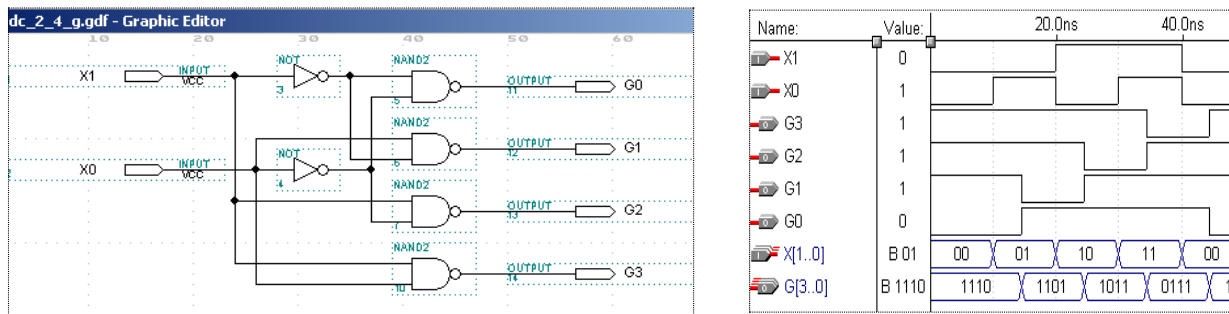 dc_2_4_g.gdf - Graphic Editor
10 20 30 40 50 60
X1 INPUT VCC NOT 3 NAND2 5 OUTPUT 11 G0
NAND2 6 OUTPUT 12 G1
X0 INPUT VCC NOT 4
NAND2 7 OUTPUT 13 G2
NAND2 10 OUTPUT 14 G3
Name: Value: 20.0ns 40.0ns
X1 0
X0 1
G3 1
G2 1
G1 1
G0 0
X[1..0] B 01 00 01 10 11 00
G[3..0] B 1110 1110 1101 1011 0111 1